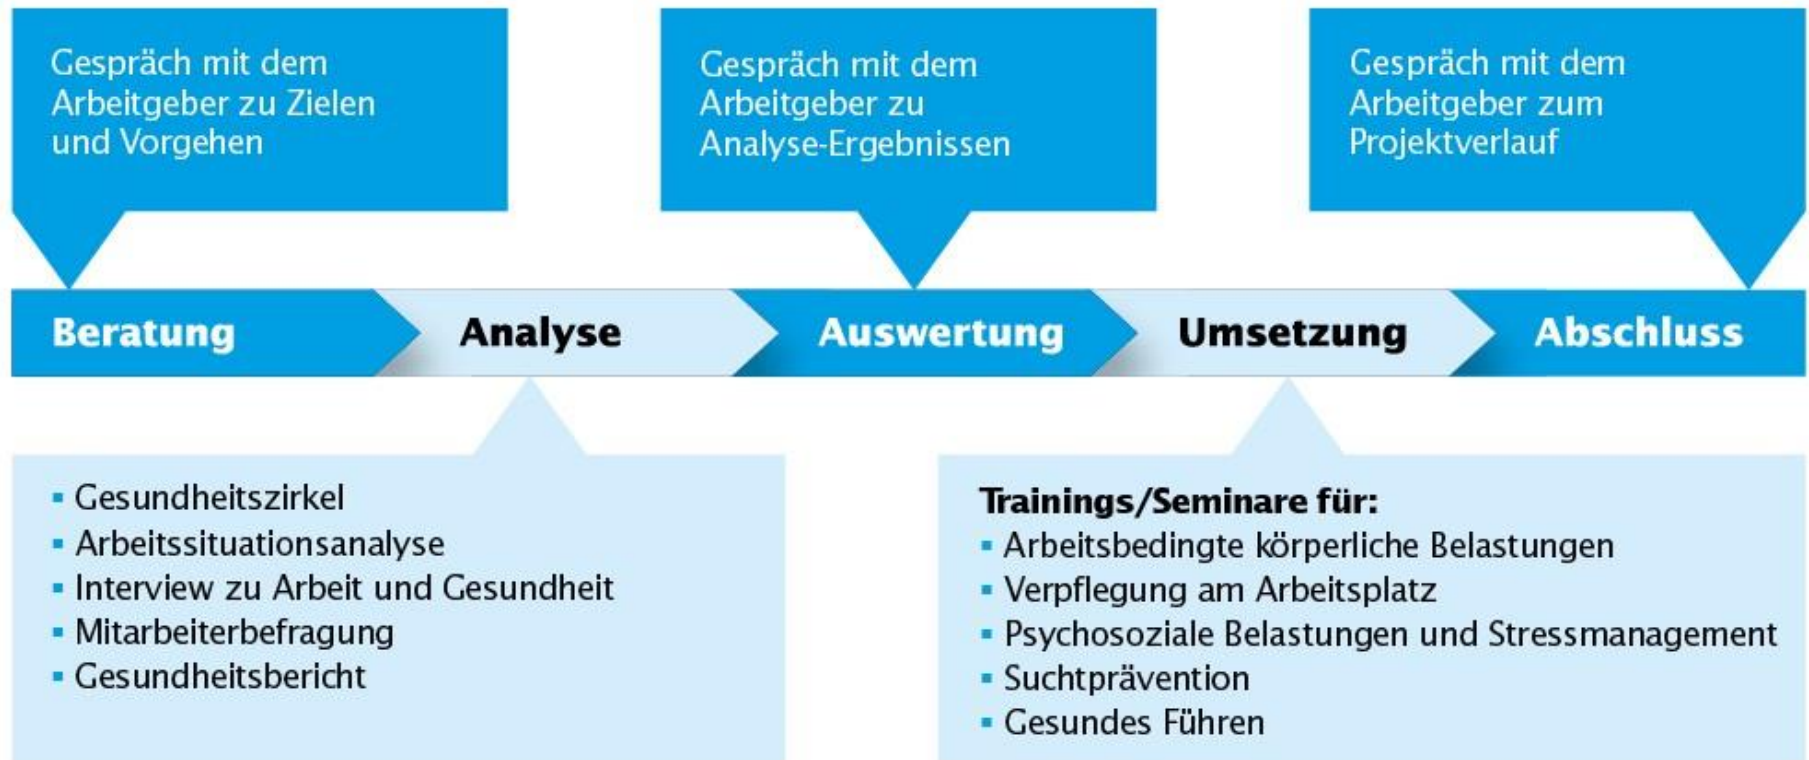 Gespräch mit dem
Arbeitgeber zu Zielen
und Vorgehen
Gespräch mit dem
Arbeitgeber zu
Analyse-Ergebnissen
Gespräch mit dem
Arbeitgeber zum
Projektverlauf
Beratung
Analyse
Auswertung
Umsetzung
Abschluss
▪ Gesundheitszirkel
▪ Arbeitssituationsanalyse
▪ Interview zu Arbeit und Gesundheit
▪ Mitarbeiterbefragung
▪ Gesundheitsbericht
Trainings/Seminare für:
▪ Arbeitsbedingte körperliche Belastungen
▪ Verpflegung am Arbeitsplatz
▪ Psychosoziale Belastungen und Stressmanagement
▪ Suchtprävention
▪ Gesundes Führen